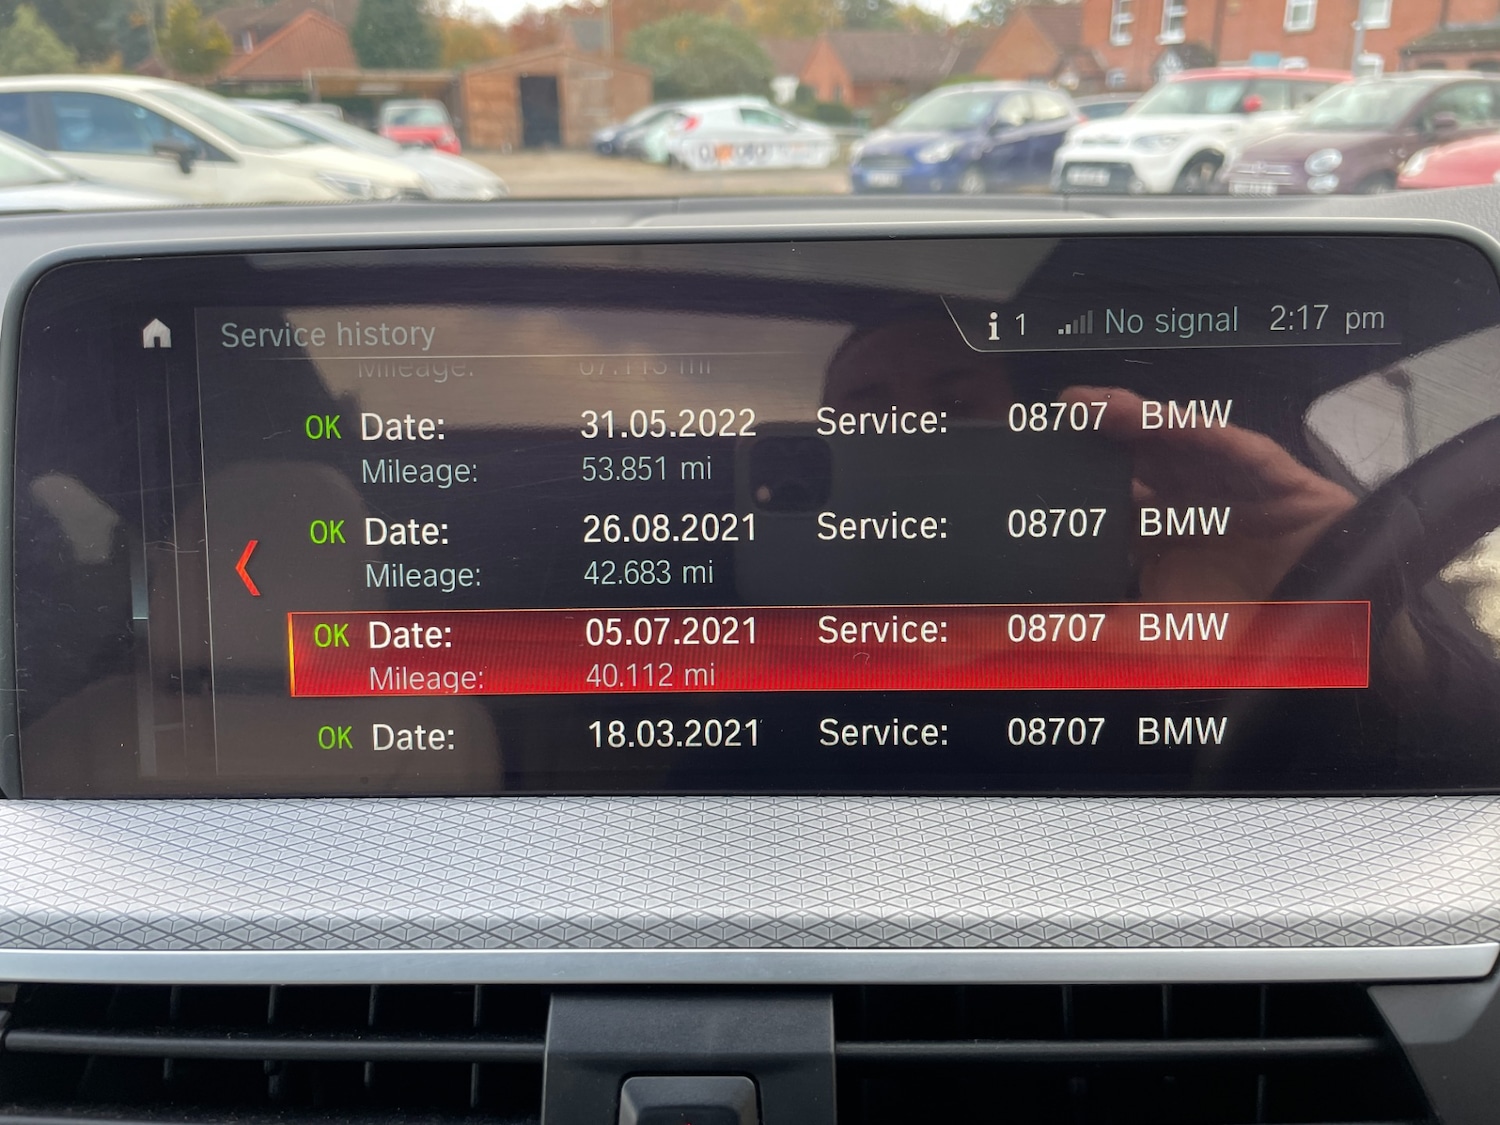 Service history
i 1 No signal 2:17 pm
Mileage:
OK Date: 31.05.2022 Service: 08707 BMW
Mileage: 53.851 mi
OK Date: 26.08.2021 Service: 08707 BMW
Mileage: 42.683 mi
OK Date: 05.07.2021 Service: 08707 BMW
Mileage: 40.112 mi
OK Date: 18.03.2021 Service: 08707 BMW